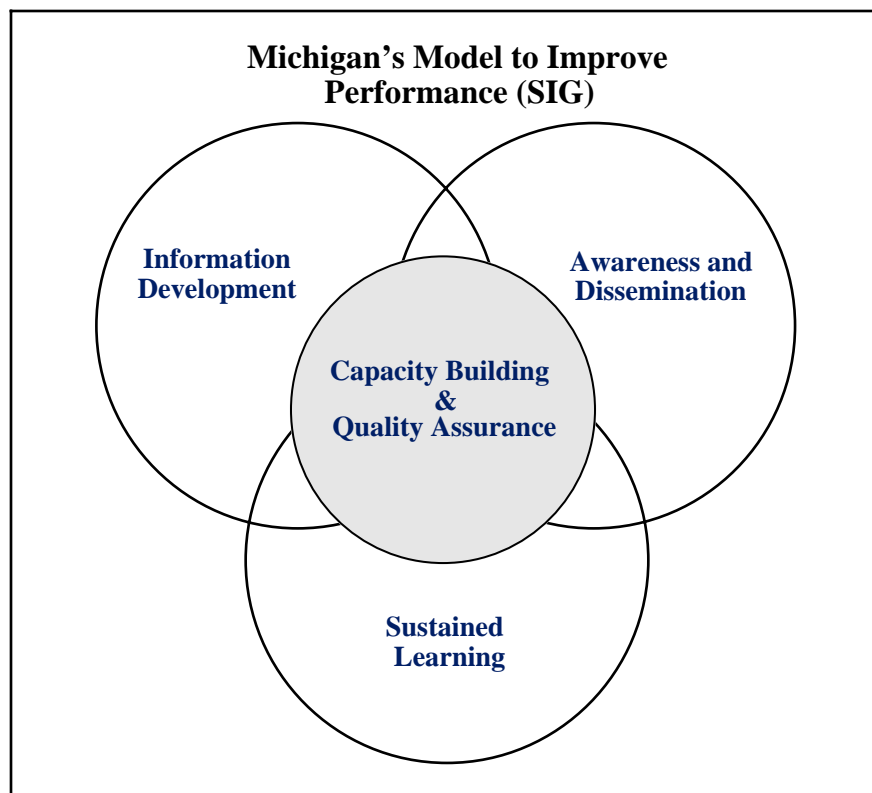 Michigan’s Model to Improve
Performance (SIG)
Information
Development
Awareness and
Dissemination
Capacity Building
&
Quality Assurance
Sustained
Learning